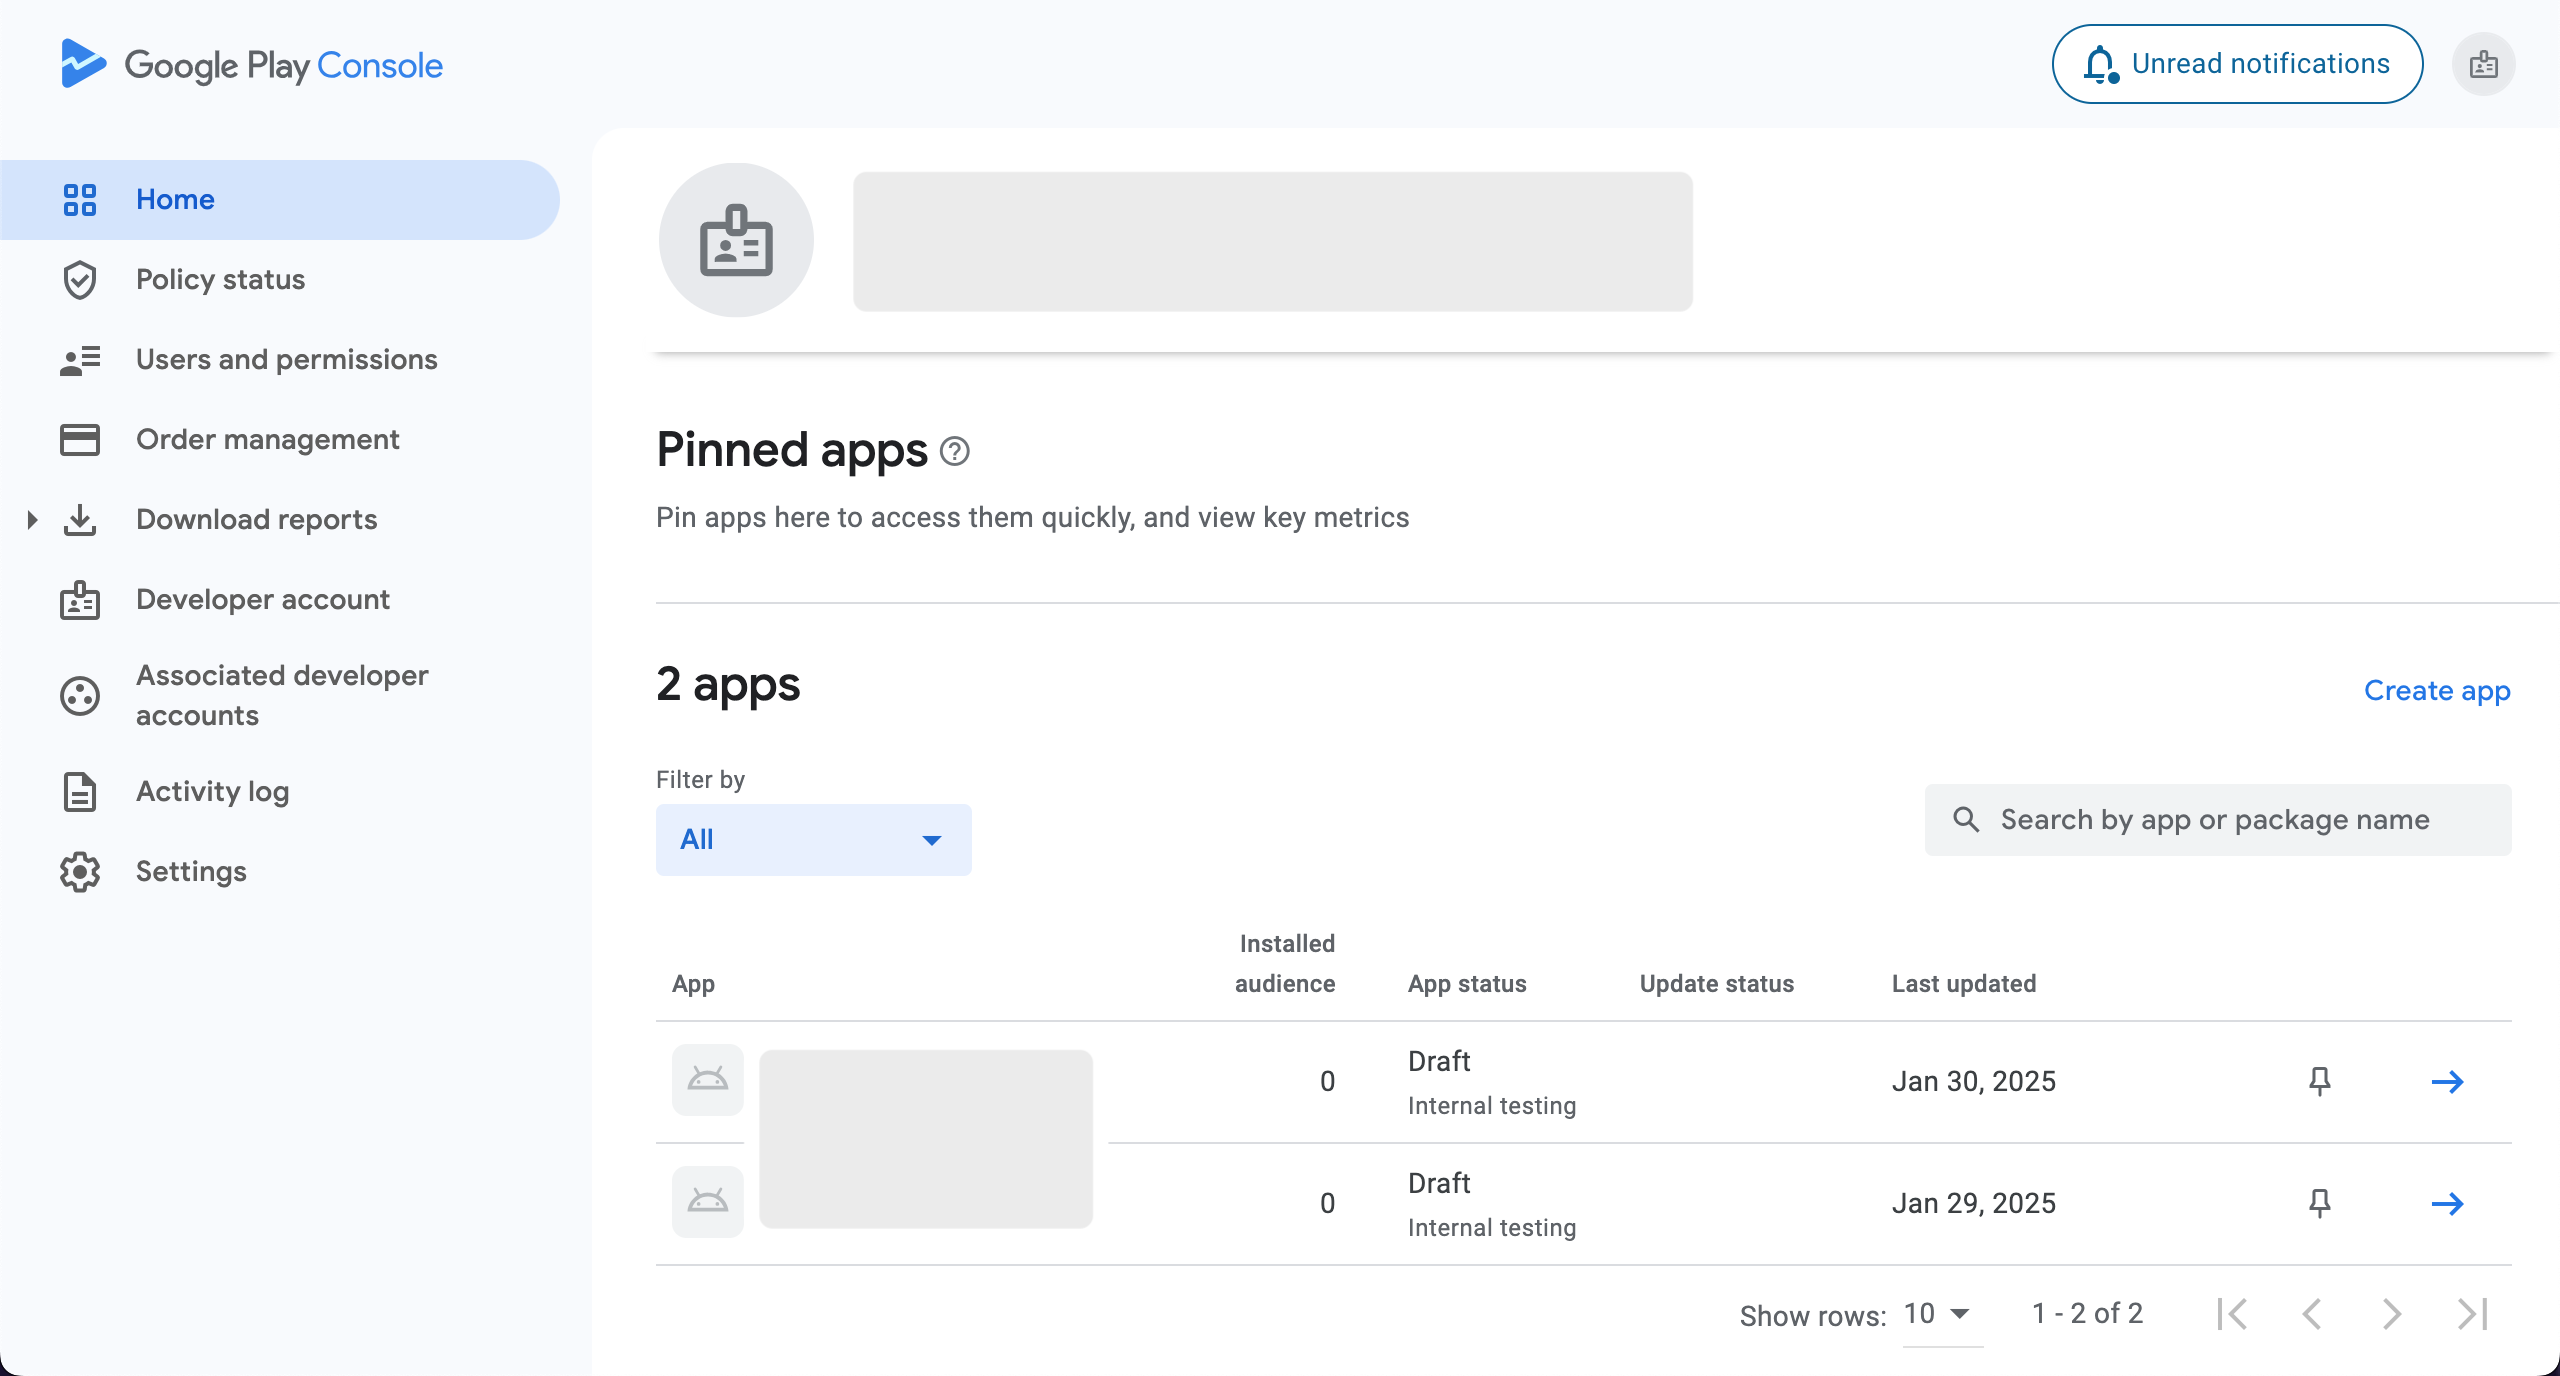 Google Play Console
Unread notifications
Home
Policy status
Users and permissions
Order management
Download reports
Developer account
Associated developer
accounts
Activity log
Settings
Pinned apps
Pin apps here to access them quickly, and view key metrics
2 apps
Create app
Filter by
All
Search by app or package name
App
Installed
audience
App status
Update status
Last updated
0
Draft
Internal testing
Jan 30, 2025
0
Draft
Internal testing
Jan 29, 2025
Show rows: 10
1 - 2 of 2